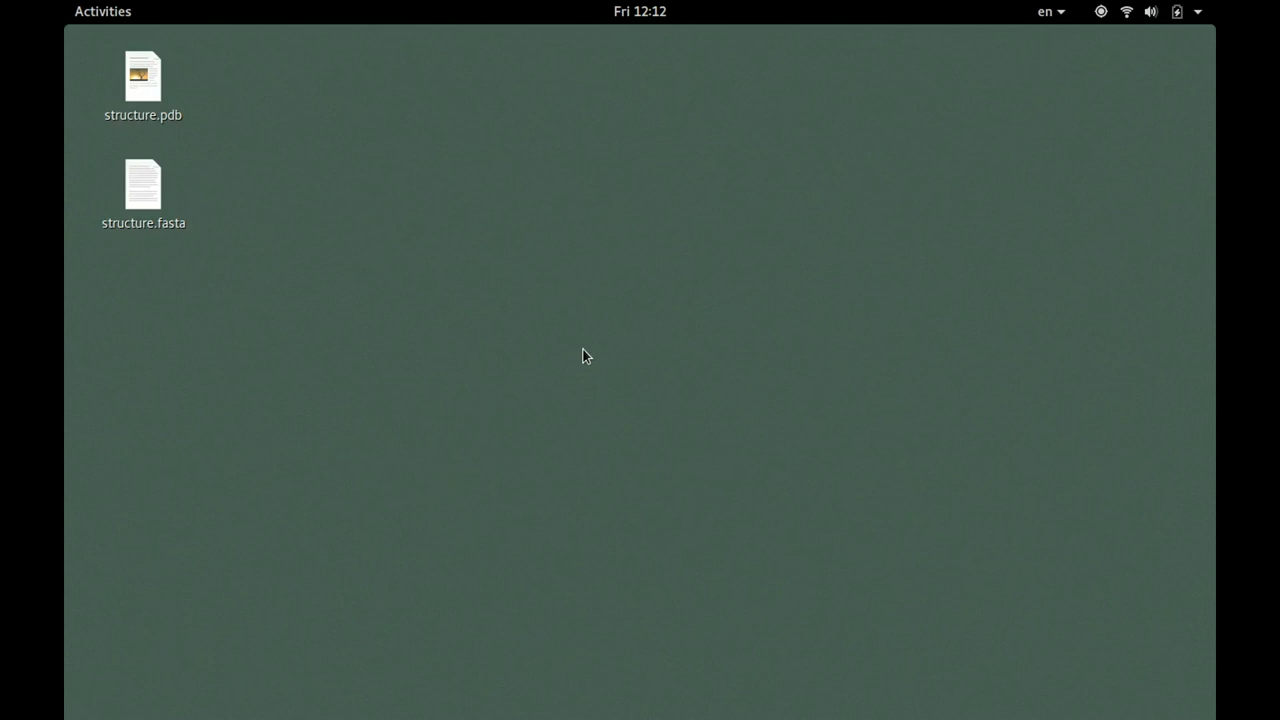 Activities
Fri 12:12
en
structure.pdb
structure.fasta